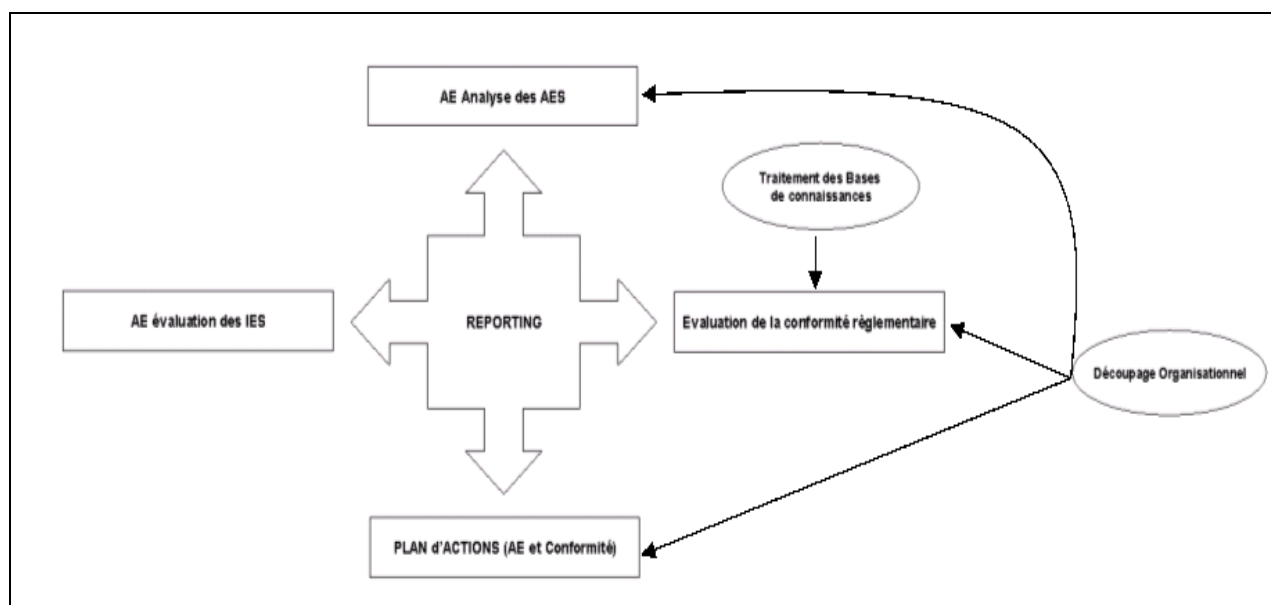 AE Analyse des AES
Traitement des Bases
de connaissances
AE évaluation des IES
REPORTING
Evaluation de la conformité règlementaire
Découpage Organisationnel
PLAN d'ACTIONS (AE et Conformité)